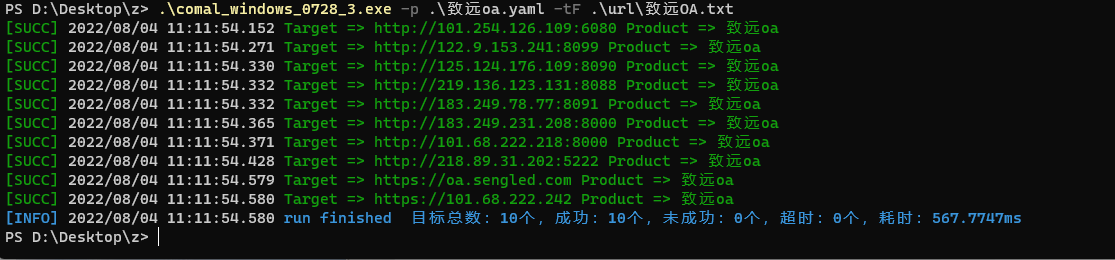 PS D:\Desktop\z> .\comal_windows_0728_3.exe -p .\致远oa.yaml -tF .\url\致远OA.txt
[SUCC] 2022/08/04 11:11:54.152 Target => http://101.254.126.109:6080 Product => 致远oa
[SUCC] 2022/08/04 11:11:54.271 Target => http://122.9.153.241:8099 Product => 致远oa
[SUCC] 2022/08/04 11:11:54.330 Target => http://125.124.176.109:8090 Product => 致远oa
[SUCC] 2022/08/04 11:11:54.332 Target => http://219.136.123.131:8088 Product => 致远oa
[SUCC] 2022/08/04 11:11:54.332 Target => http://183.249.78.77:8091 Product => 致远oa
[SUCC] 2022/08/04 11:11:54.365 Target => http://183.249.231.208:8000 Product => 致远oa
[SUCC] 2022/08/04 11:11:54.371 Target => http://101.68.222.218:8000 Product => 致远oa
[SUCC] 2022/08/04 11:11:54.428 Target => http://218.89.31.202:5222 Product => 致远oa
[SUCC] 2022/08/04 11:11:54.579 Target => https://oa.sengled.com Product => 致远oa
[SUCC] 2022/08/04 11:11:54.580 Target => https://101.68.222.242 Product => 致远oa
[INFO] 2022/08/04 11:11:54.580 run finished  目标总数: 10个, 成功: 10个, 未成功: 0个, 超时: 0个, 耗时: 567.7747ms
PS D:\Desktop\z>